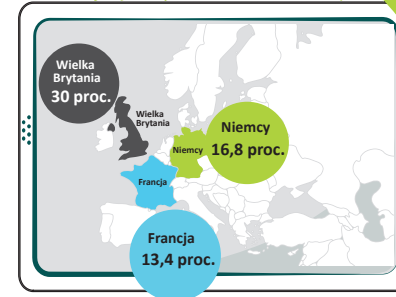 Wielka
Brytania
30 proc.
Wielka
Brytania
Niemcy
Niemcy
16,8 proc.
Francja
Francja
13,4 proc.